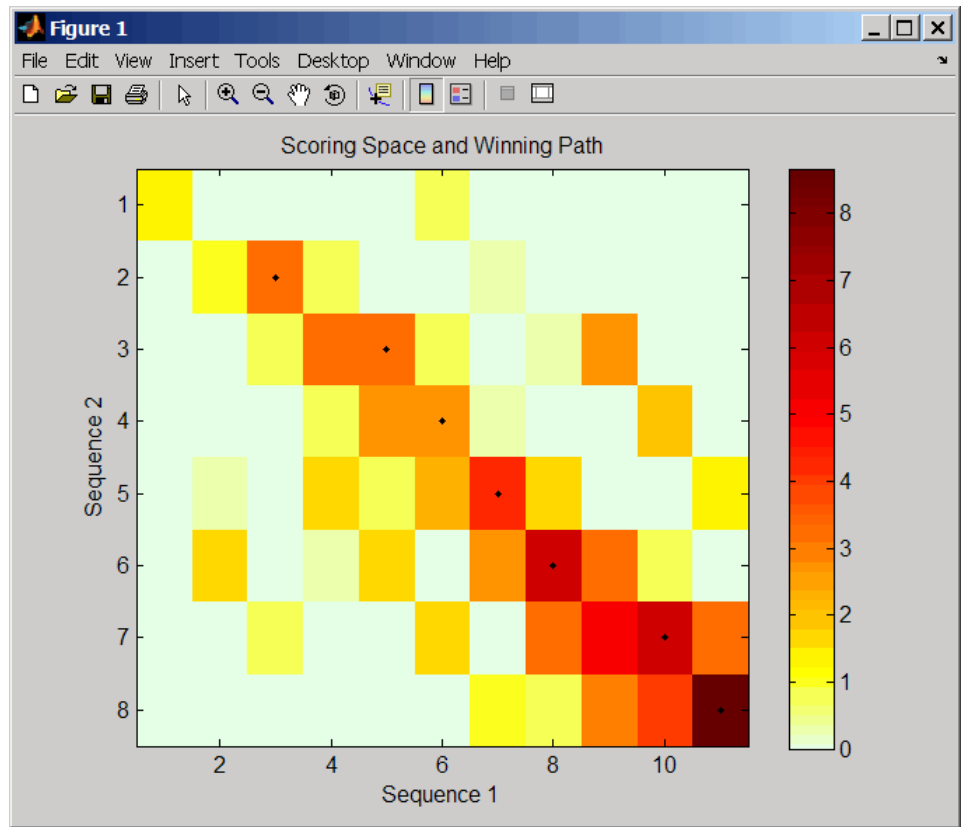 Figure 1
File Edit View Insert Tools Desktop Window Help
Scoring Space and Winning Path
1
2
3
4
5
6
7
8
Sequence 2
2 4 6 8 10
Sequence 1
8
7
6
5
4
3
2
1
0